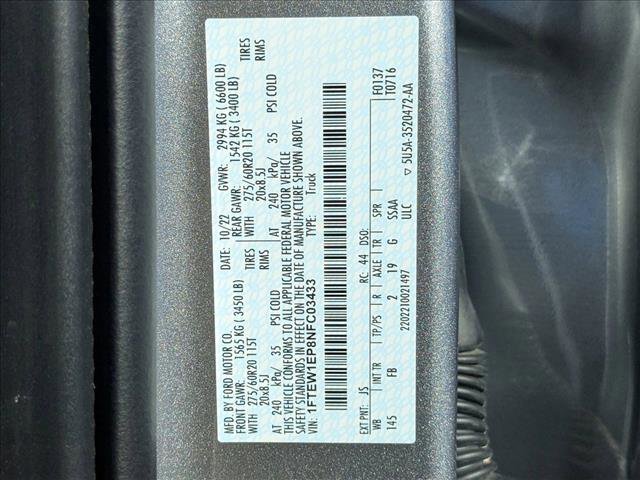 MFD. BY FORD MOTOR CO. 10/22 GVWR: 2994 KG ( 6600 LB)
FRONT GAWR: 1565 KG ( 3450 LB) REAR GAWR: 1542 KG ( 3400 LB)
WITH 275/60R20 115T TIRES WITH 275/60R20 115T TIRES
20x8.5J RIMS 20x8.5J RIMS
AT 240 kPa/ 35 PSI COLD AT 240 kPa/ 35 PSI COLD
THIS VEHICLE CONFORMS TO ALL APPLICABLE FEDERAL MOTOR VEHICLE
SAFETY STANDARDS IN EFFECT ON THE DATE OF MANUFACTURE SHOWN ABOVE.
VIN: 1FTEW1EP8NFC03433 TYPE: Truck
F0137
T0716
EXT PNT: JS RC: 44 DSO:
WB INT TR TP/PS R AXLE TR SPR
145 FB 2 19 G SSAA
2202210021497 ULC
▽ 5U5A-3520472-AA